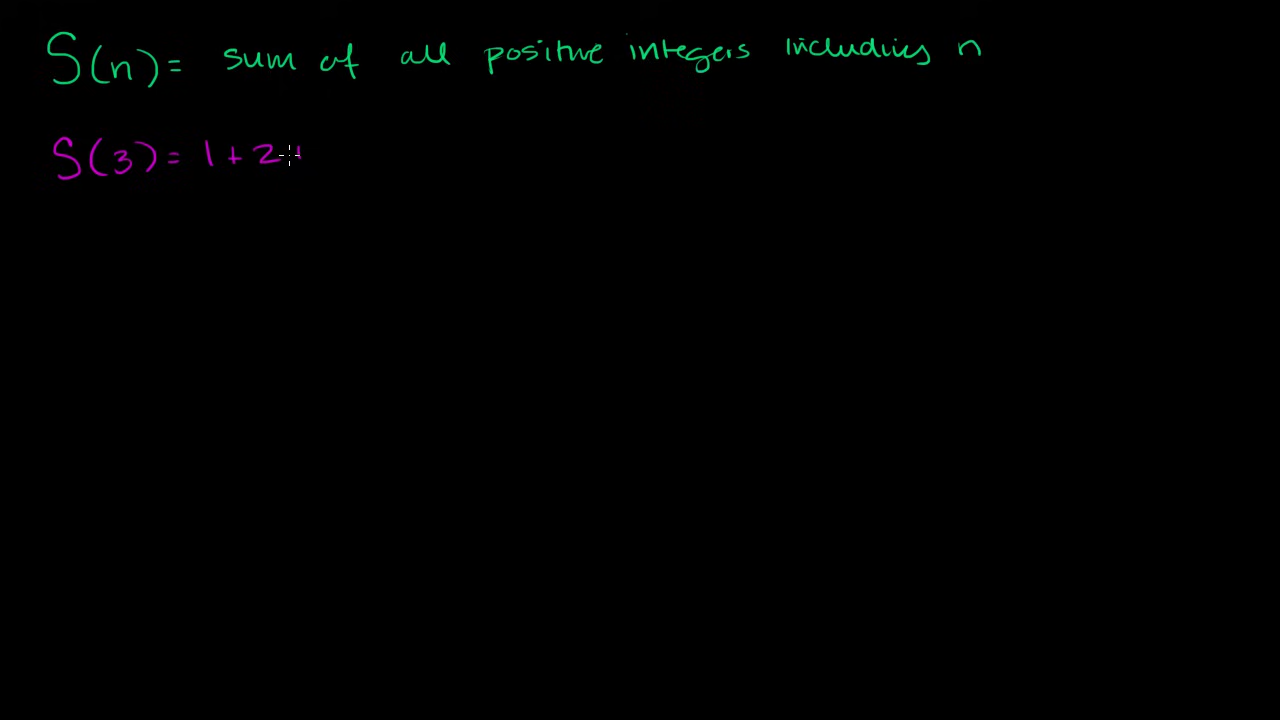 S(n) = sum of all positive integers including n
S(3) = 1 + 2 +